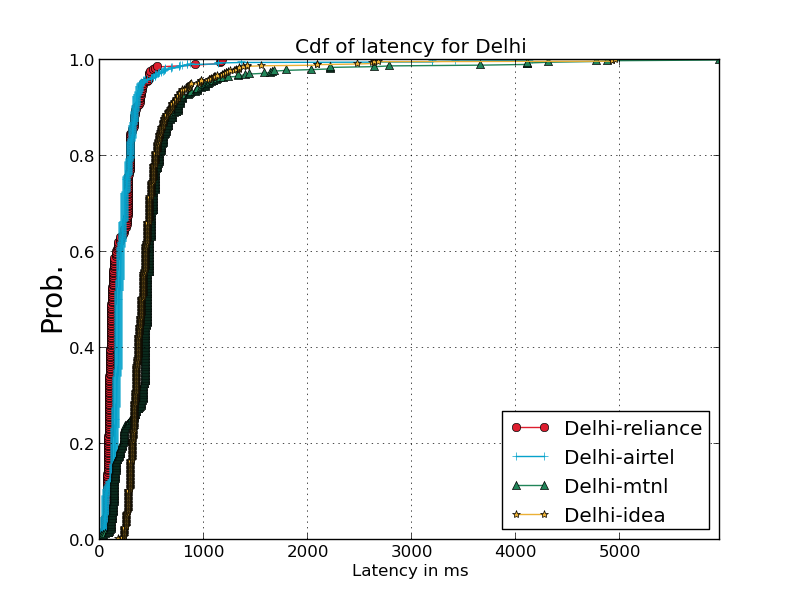 Cdf of latency for Delhi
1.0
0.8
0.6
0.4
0.2
0.0
Prob.
0 1000 2000 3000 4000 5000
Latency in ms
Delhi-reliance
Delhi-airtel
Delhi-mtnl
Delhi-idea